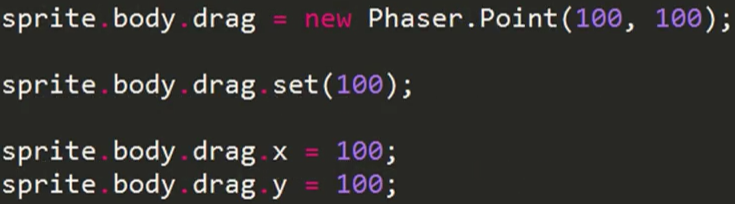 sprite.body.drag = new Phaser.Point(100, 100);
sprite.body.drag.set(100);
sprite.body.drag.x = 100;
sprite.body.drag.y = 100;